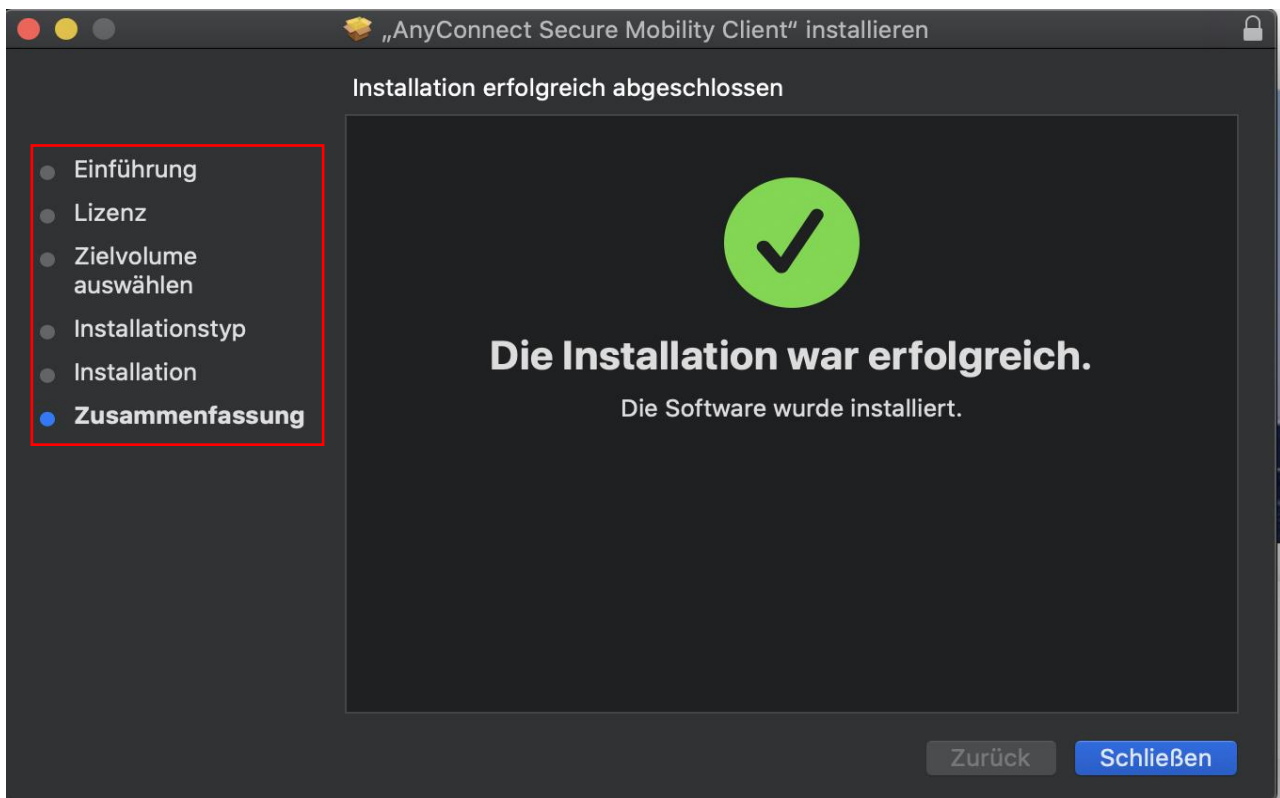 „AnyConnect Secure Mobility Client“ installieren
Installation erfolgreich abgeschlossen
Einführung
Lizenz
Zielvolume
auswählen
Installationstyp
Installation
Zusammenfassung
Die Installation war erfolgreich.
Die Software wurde installiert.
Zurück
Schließen